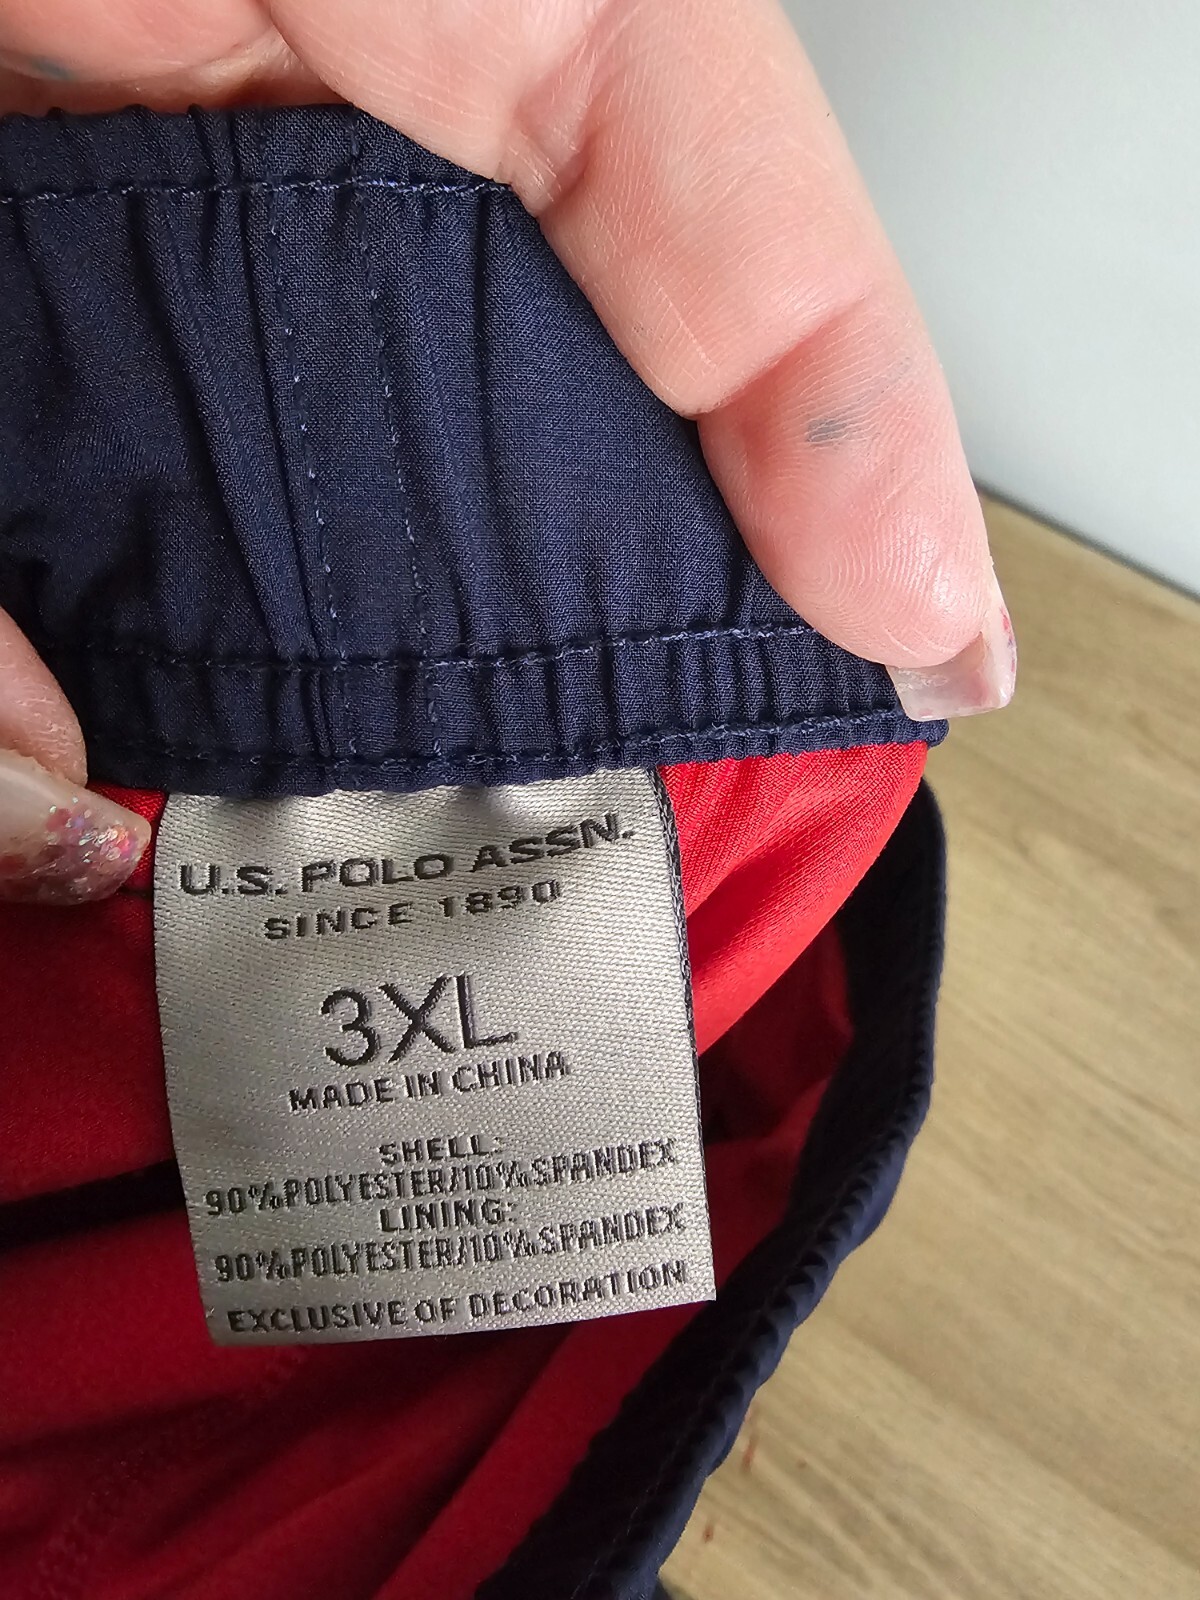 U.S. POLO ASSN.
SINCE 1890
3XL
MADE IN CHINA
SHELL:
90%POLYESTER/10%SPANDEX
LINING:
90%POLYESTER/10%SPANDEX
EXCLUSIVE OF DECORATION